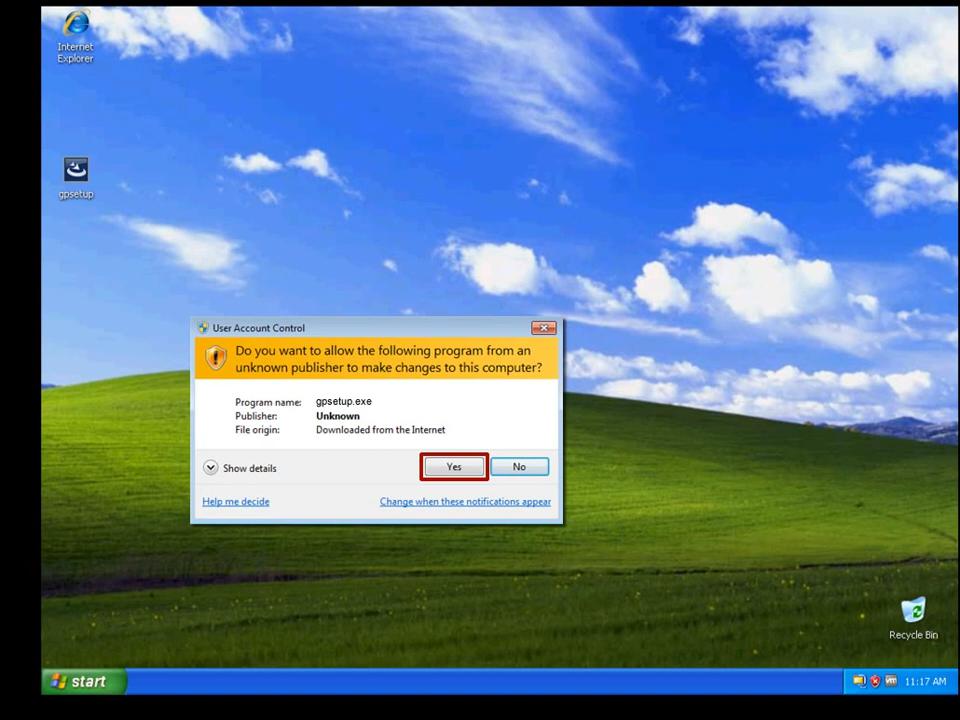 Internet
Explorer
gpsetup
User Account Control
Do you want to allow the following program from an
unknown publisher to make changes to this computer?
Program name: gpsetup.exe
Publisher: Unknown
File origin: Downloaded from the Internet
Show details
Yes
No
Help me decide
Change when these notifications appear
Recycle Bin
start
11:17 AM